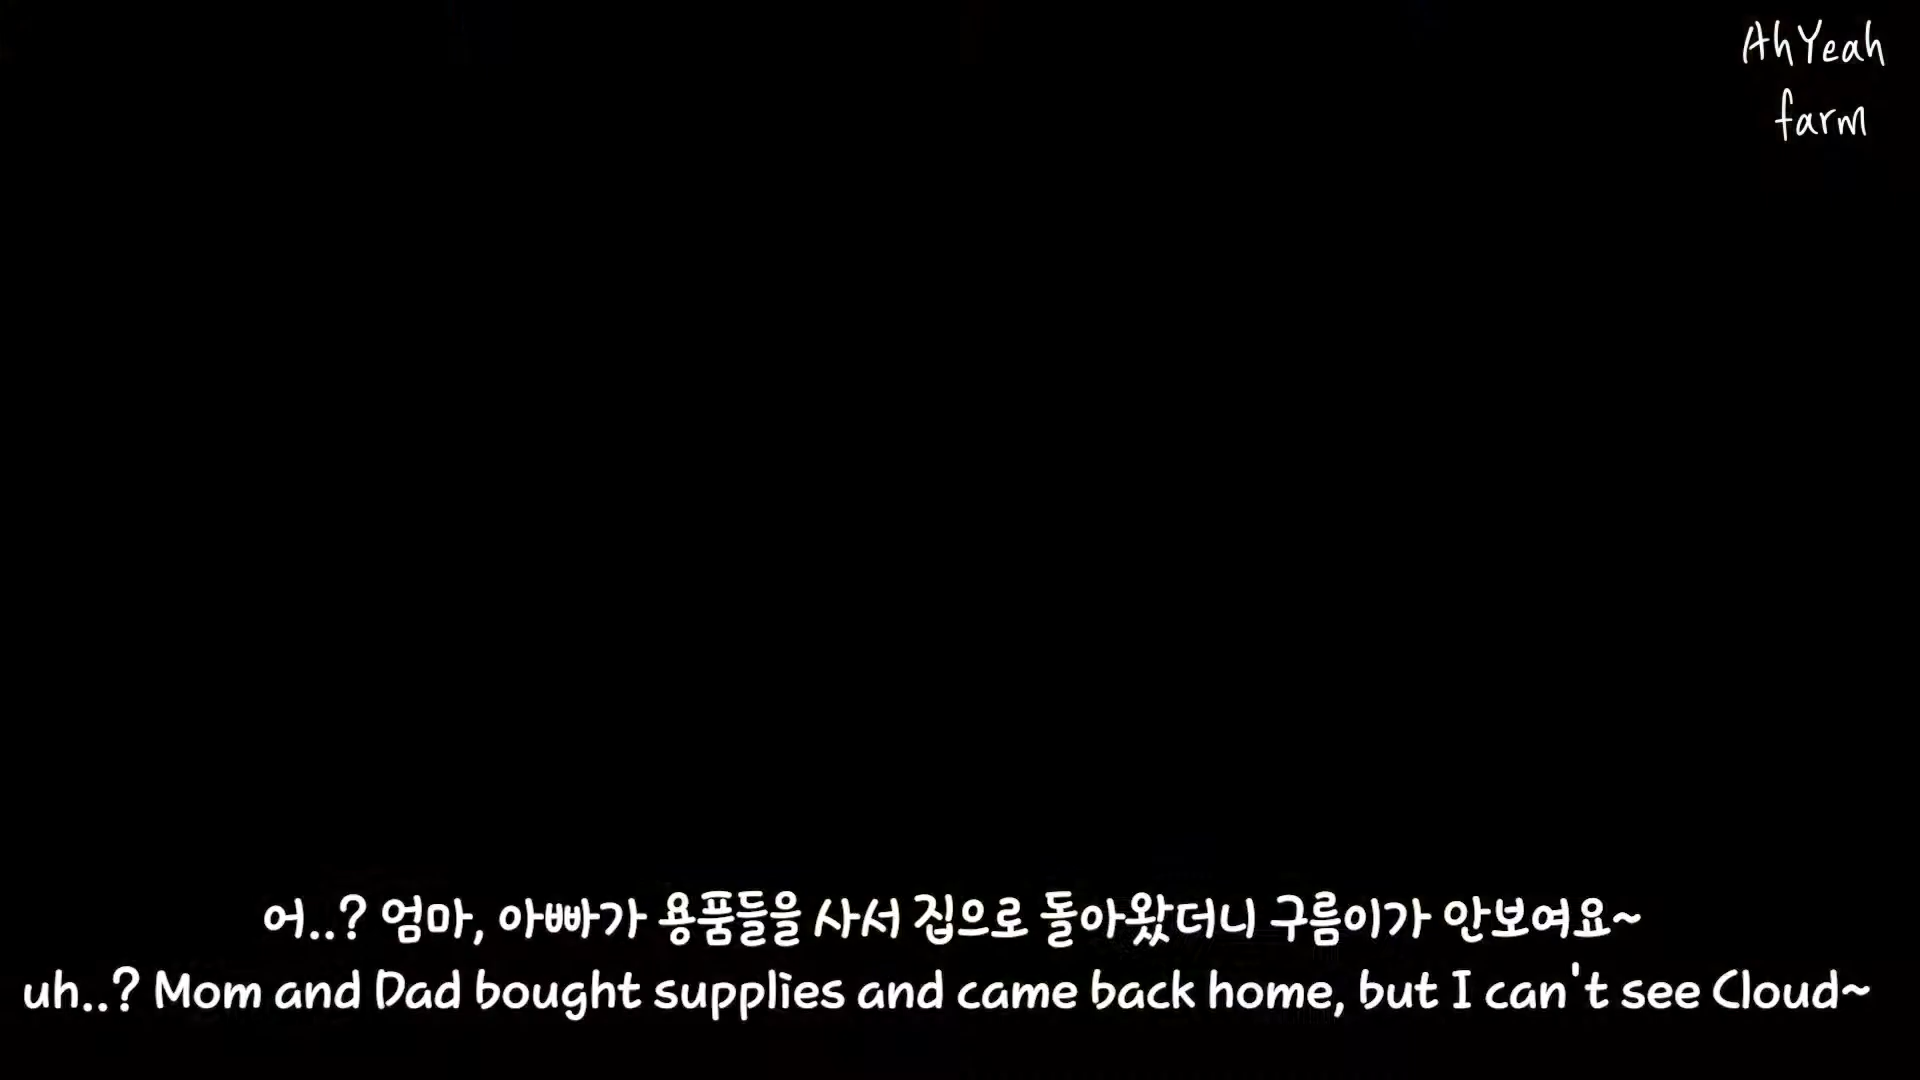 AhYeah
farm
어..? 엄마, 아빠가 용품들을 사서 집으로 돌아왔더니 구름이가 안보여요~
uh..? Mom and Dad bought supplies and came back home, but I can't see Cloud~